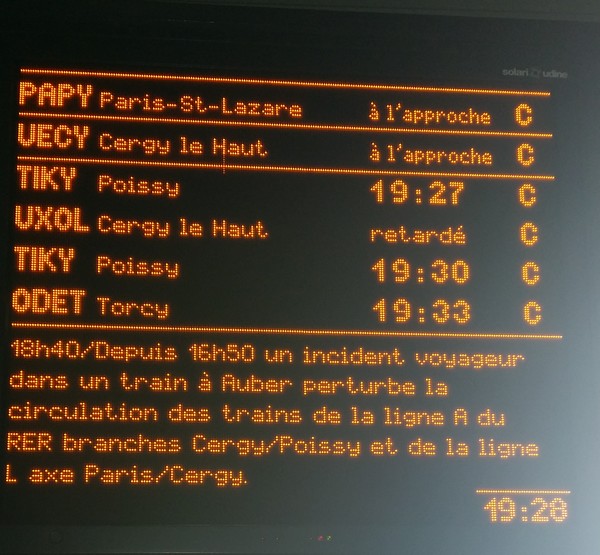 solari udine
PAPY Paris-St-Lazare à l'approche C
UECY Cergy le Haut à l'approche C
TIKY Poissy 19:27 C
UXOL Cergy le Haut retardé C
TIKY Poissy 19:30 C
ODET Torcy 19:33 C
18h40/Depuis 16h50 un incident voyageur
dans un train à Auber perturbe la
circulation des trains de la ligne A du
RER branches Cergy/Poissy et de la ligne
L axe Paris/Cergy.
19:28